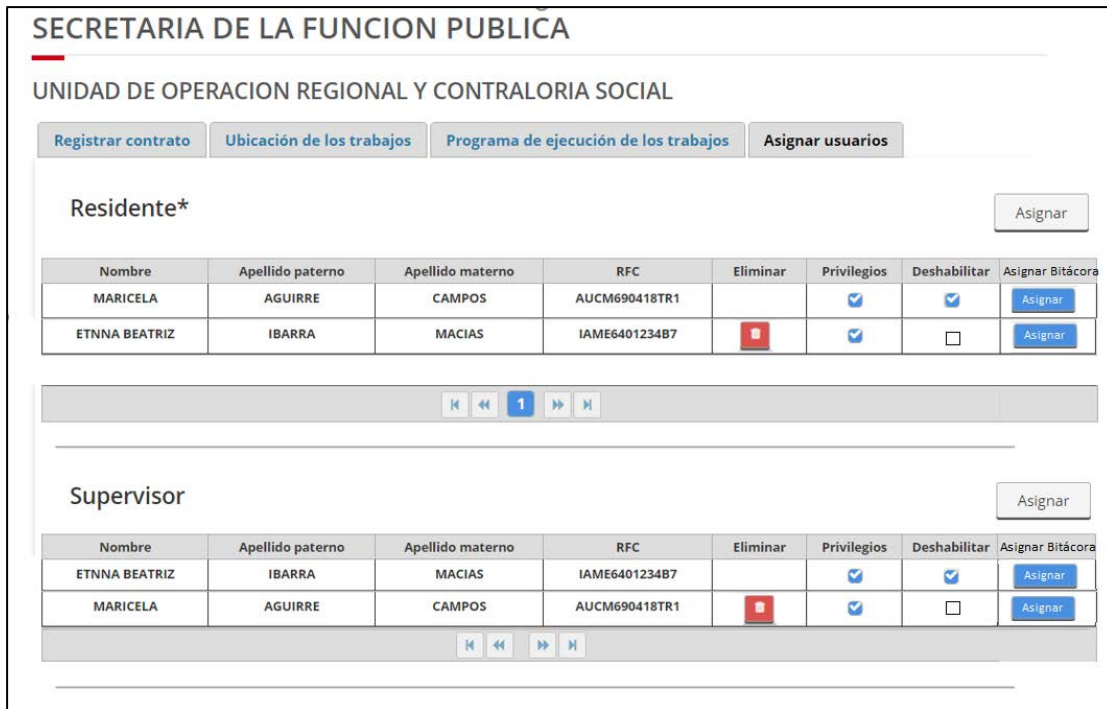 SECRETARIA DE LA FUNCION PUBLICA
UNIDAD DE OPERACION REGIONAL Y CONTRALORIA SOCIAL
Registrar contrato Ubicación de los trabajos Programa de ejecución de los trabajos Asignar usuarios
Residente* Asignar
Nombre Apellido paterno Apellido materno RFC Eliminar Privilegios Deshabilitar Asignar Bitácora
MARICELA AGUIRRE CAMPOS AUCM690418TR1 Asignar
ETNNA BEATRIZ IBARRA MACIAS IAME6401234B7 Asignar
1
Supervisor Asignar
Nombre Apellido paterno Apellido materno RFC Eliminar Privilegios Deshabilitar Asignar Bitácora
ETNNA BEATRIZ IBARRA MACIAS IAME6401234B7 Asignar
MARICELA AGUIRRE CAMPOS AUCM690418TR1 Asignar